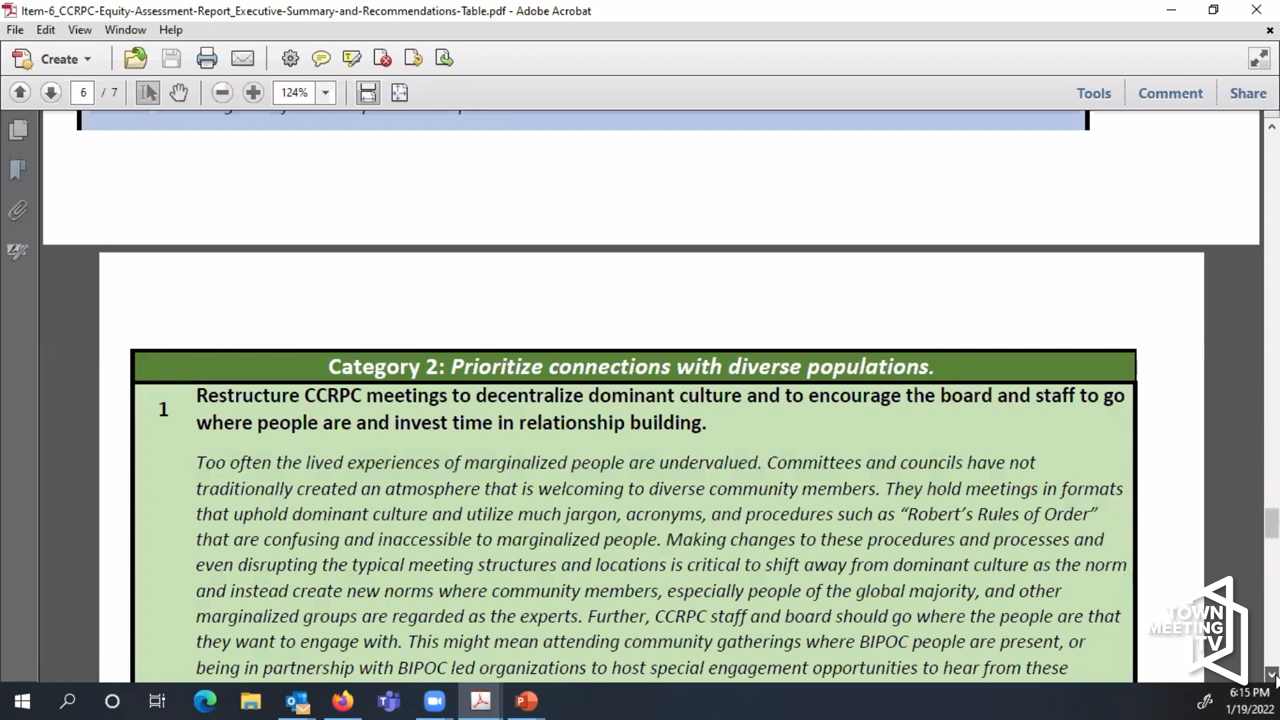 Item-6_CCRPC-Equity-Assessment-Report_Executive-Summary-and-Recommendations-Table.pdf - Adobe Acrobat
File Edit View Window Help
Create
6 / 7 124% Tools Comment Share
Category 2: Prioritize connections with diverse populations.
1 Restructure CCRPC meetings to decentralize dominant culture and to encourage the board and staff to go
where people are and invest time in relationship building.
Too often the lived experiences of marginalized people are undervalued. Committees and councils have not
traditionally created an atmosphere that is welcoming to diverse community members. They hold meetings in formats
that uphold dominant culture and utilize much jargon, acronyms, and procedures such as “Robert’s Rules of Order”
that are confusing and inaccessible to marginalized people. Making changes to these procedures and processes and
even disrupting the typical meeting structures and locations is critical to shift away from dominant culture as the norm
and instead create new norms where community members, especially people of the global majority, and other
marginalized groups are regarded as the experts. Further, CCRPC staff and board should go where the people are that
they want to engage with. This might mean attending community gatherings where BIPOC people are present, or
being in partnership with BIPOC led organizations to host special engagement opportunities to hear from these
TOWN
MEETING
TV
6:15 PM
1/19/2022